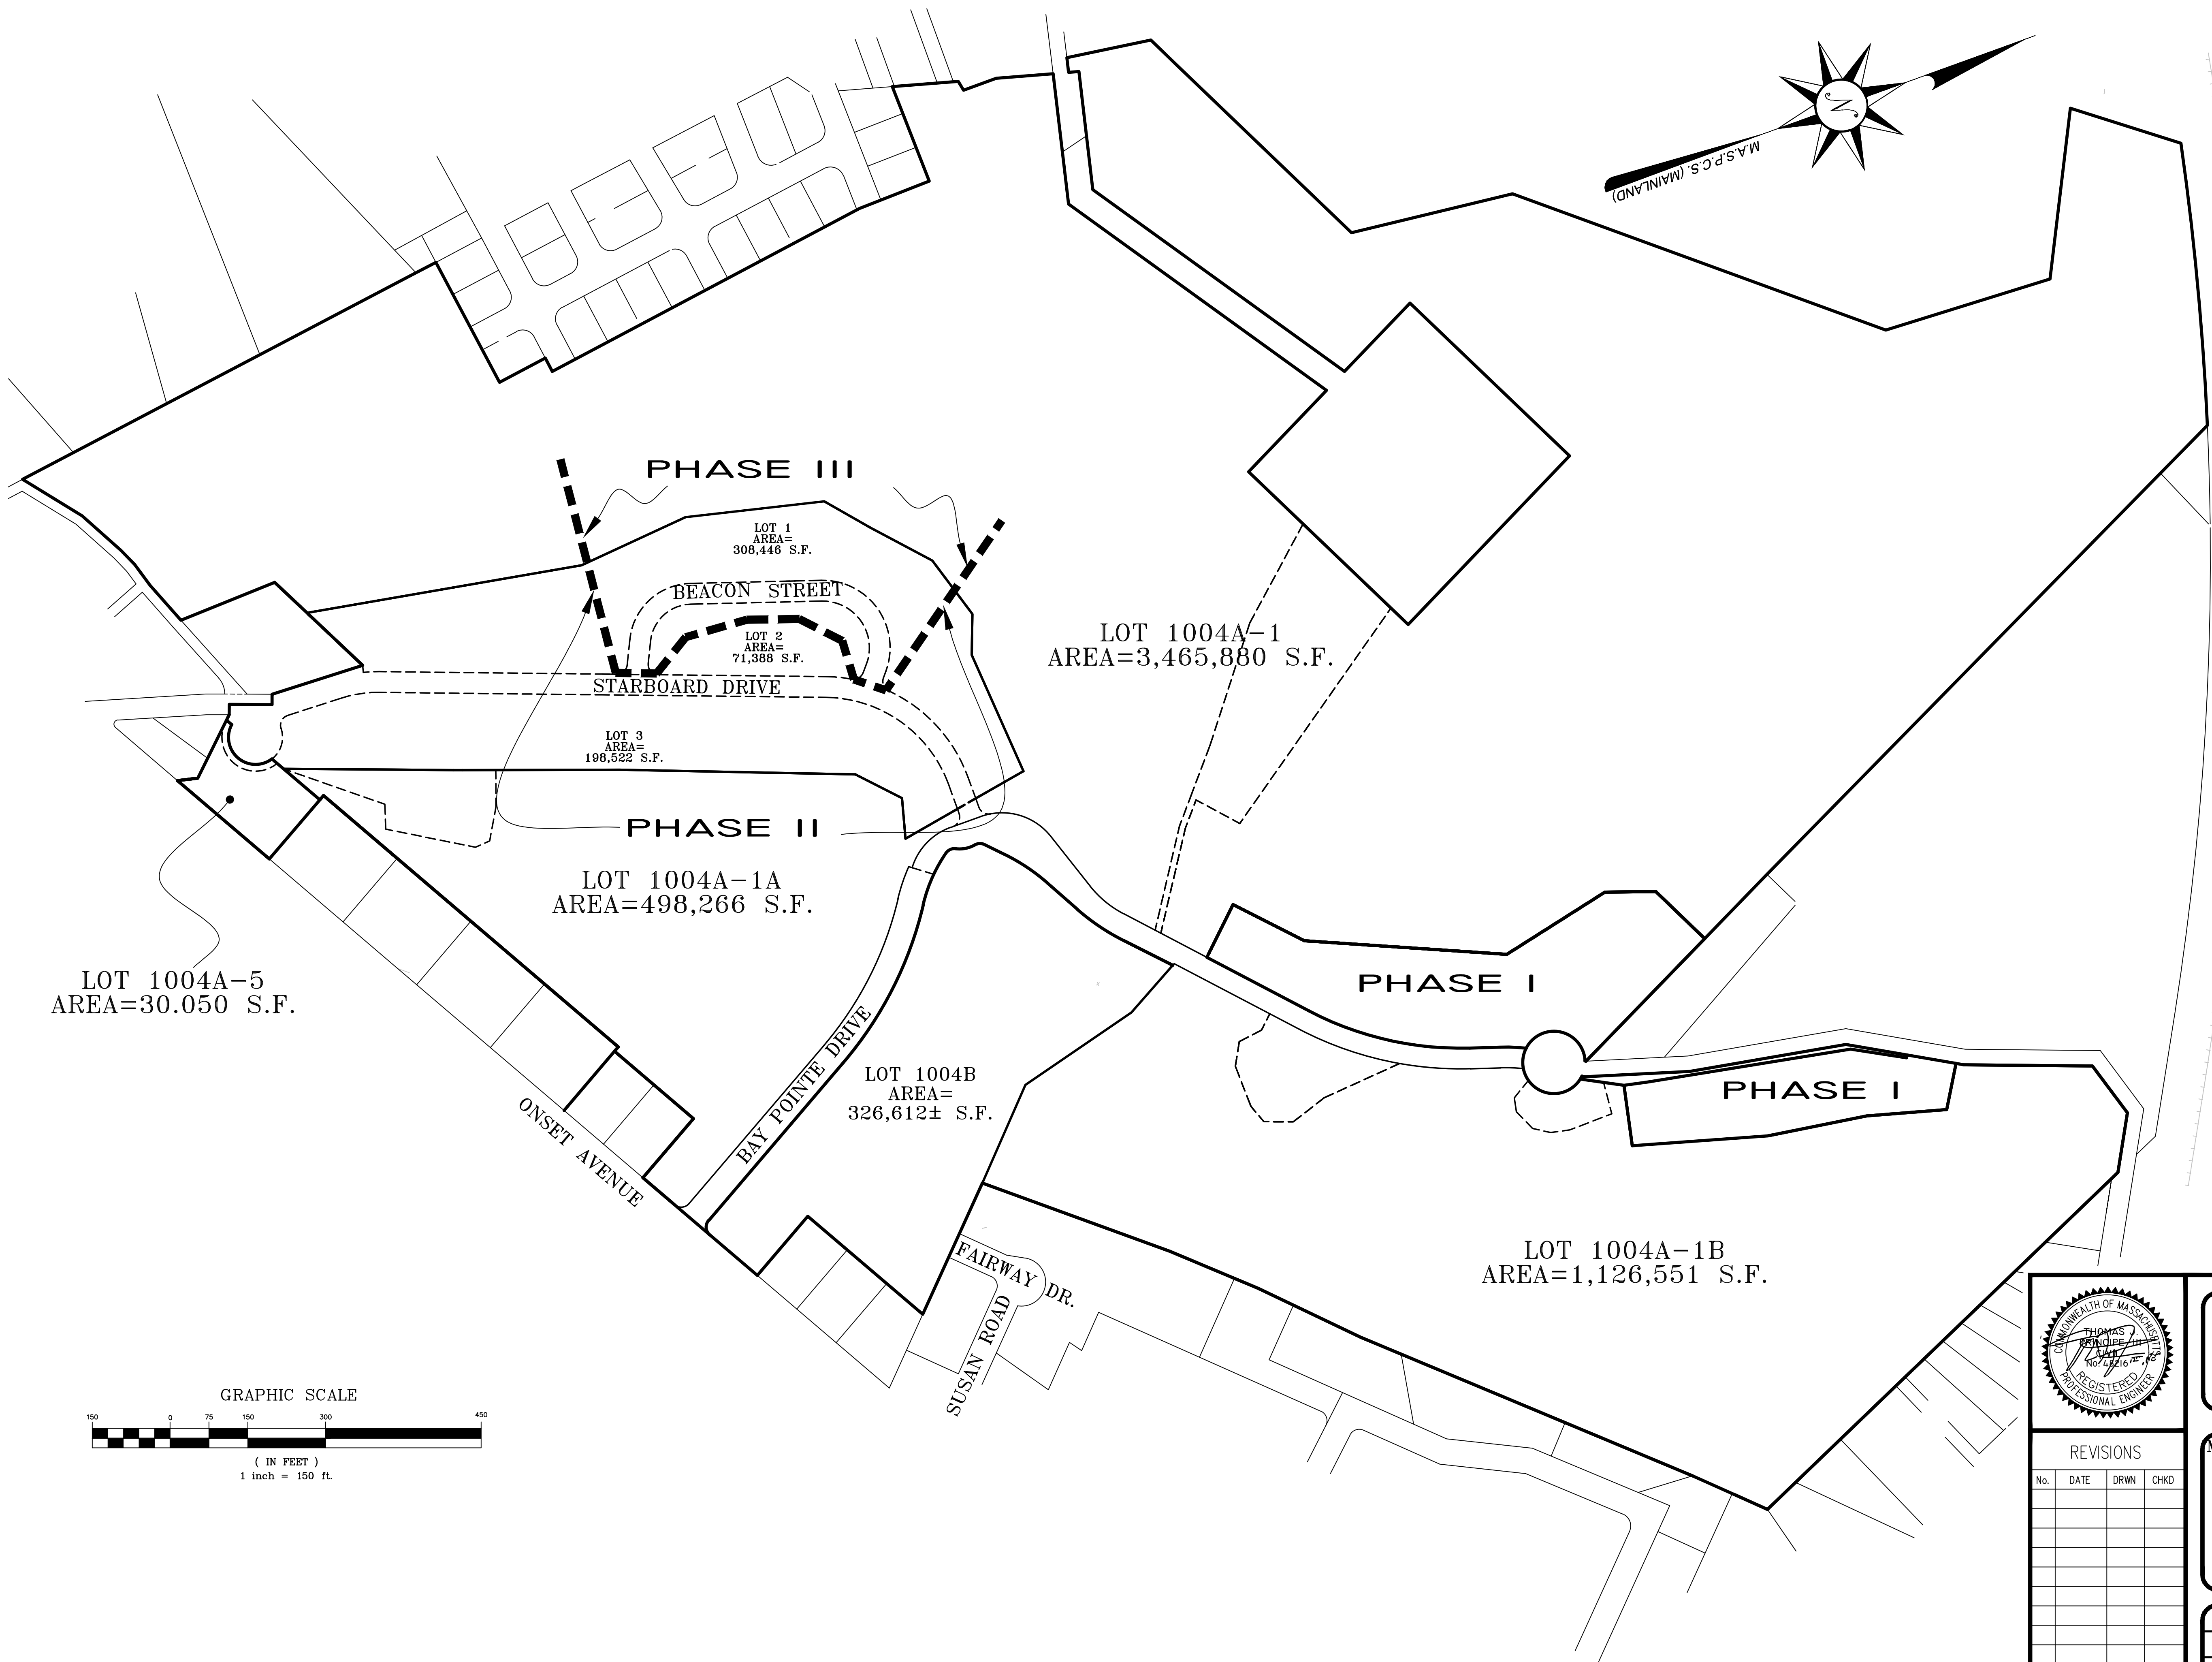 M.A.S.P.C.S. (MAINLAND)
N
PHASE III
LOT 1
AREA=
308,446 S.F.
BEACON STREET
LOT 2
AREA=
71,388 S.F.
STARBOARD DRIVE
LOT 3
AREA=
198,522 S.F.
LOT 1004A-1
AREA=3,465,880 S.F.
PHASE II
LOT 1004A-1A
AREA=498,266 S.F.
LOT 1004A-5
AREA=30.050 S.F.
PHASE I
PHASE I
BAY POINTE DRIVE
LOT 1004B
AREA=
326,612± S.F.
ONSET AVENUE
FAIRWAY DR.
SUSAN ROAD
LOT 1004A-1B
AREA=1,126,551 S.F.
GRAPHIC SCALE
150 0 75 150 300 450
( IN FEET )
1 inch = 150 ft.
COMMONWEALTH OF MASSACHUSETTS
THOMAS J.
PRINCIPE III
CIVIL
REGISTERED
PROFESSIONAL ENGINEER
REVISIONS
No. DATE DRWN CHKD